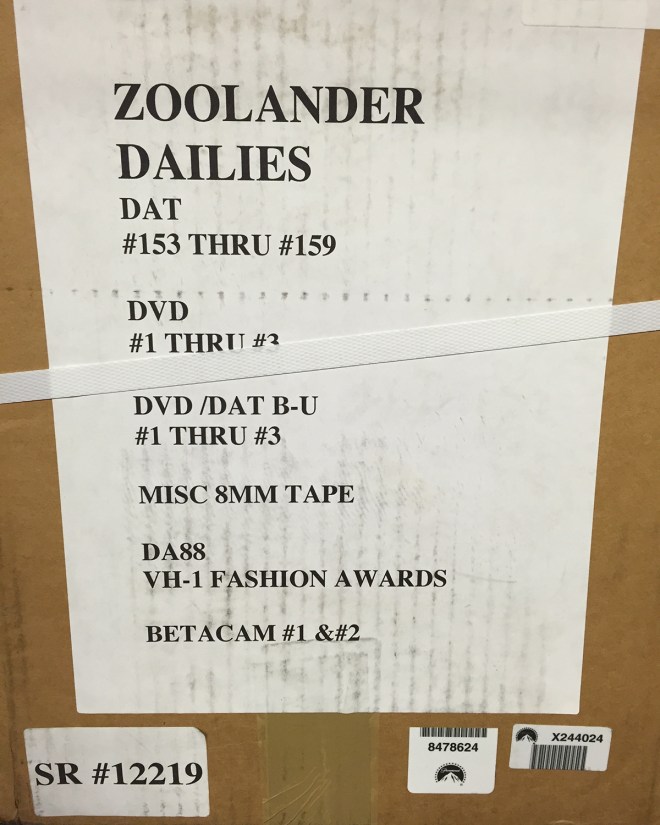 ZOOLANDER
DAILIES
DAT
#153 THRU #159
DVD
#1 THRU #3
DVD /DAT B-U
#1 THRU #3
MISC 8MM TAPE
DA88
VH-1 FASHION AWARDS
BETACAM #1 &#2
SR #12219
8478624
X244024